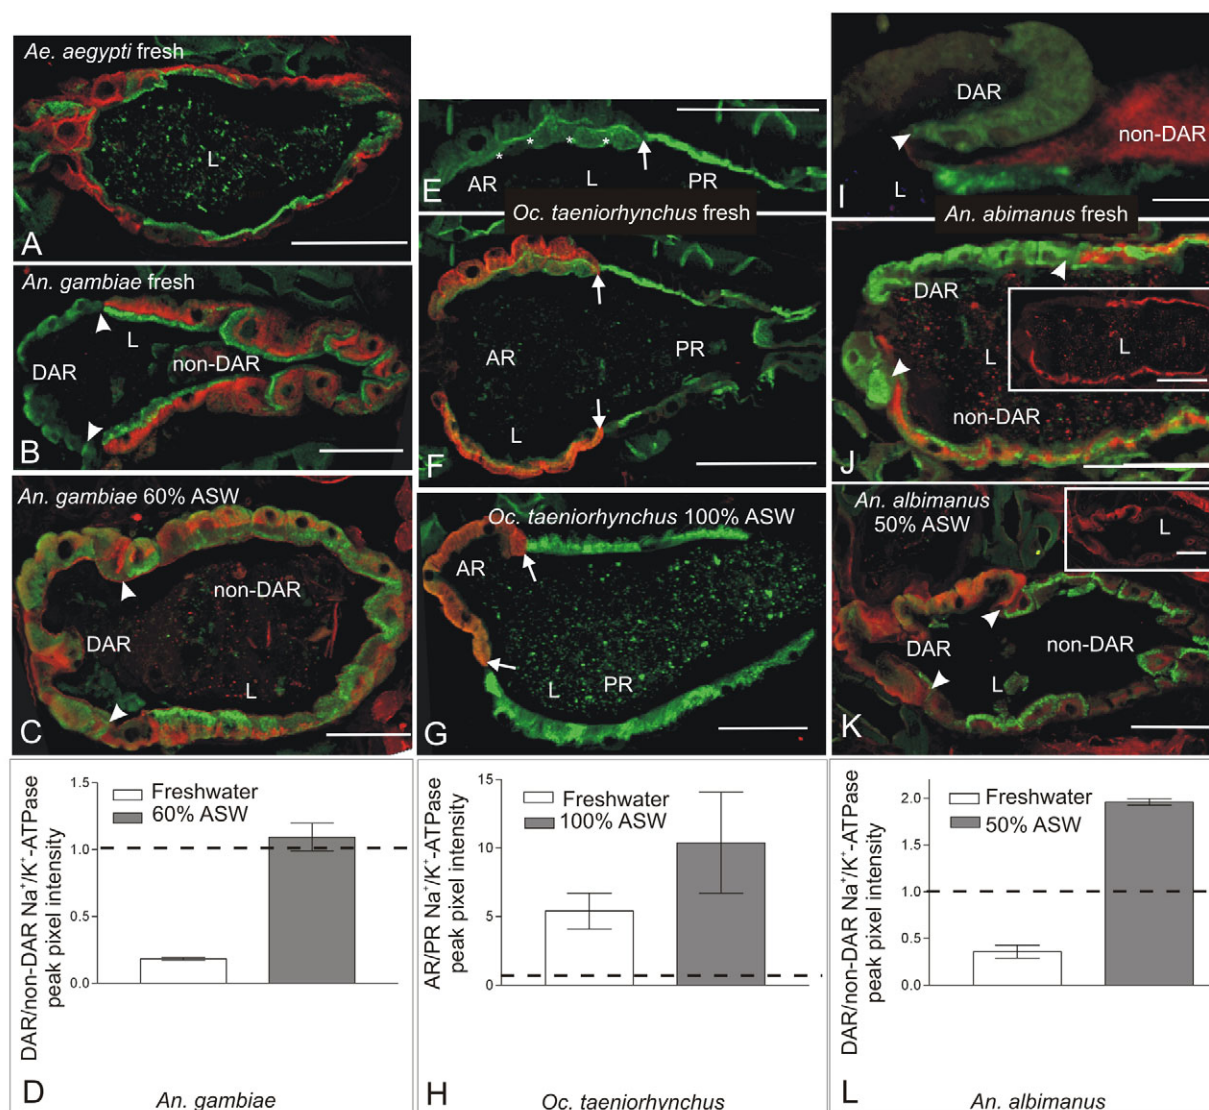 Ae. aegypti fresh
L
A
An. gambiae fresh
L
DAR
non-DAR
B
An. gambiae 60% ASW
non-DAR
DAR
L
C
DAR/non-DAR Na⁺/K⁺-ATPase
peak pixel intensity
1.5
1.0
0.5
0.0
Freshwater
60% ASW
D
An. gambiae
E
AR
L
PR
Oc. taeniorhynchus fresh
AR
PR
L
F
Oc. taeniorhynchus 100% ASW
AR
L
PR
G
AR/PR Na⁺/K⁺-ATPase
peak pixel intensity
15
10
5
0
Freshwater
100% ASW
H
Oc. taeniorhynchus
DAR
non-DAR
L
I
An. abimanus fresh
DAR
L
L
non-DAR
J
An. albimanus
50% ASW
L
DAR
non-DAR
L
K
DAR/non-DAR Na⁺/K⁺-ATPase
peak pixel intensity
2.0
1.0
0.5
0.0
Freshwater
50% ASW
L
An. albimanus